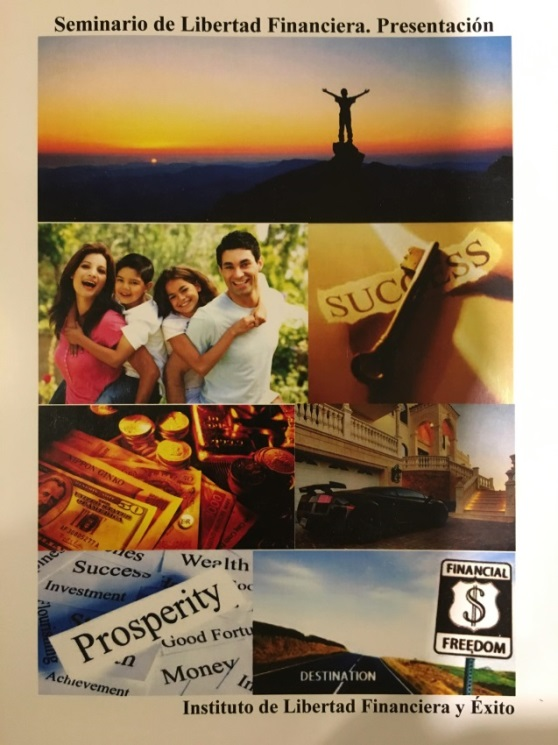 Seminario de Libertad Financiera. Presentación
SUCCESS
50
Success
Wealth
Investment
Prosperity
Good Fortu
Money
Achievement
FINANCIAL
$
FREEDOM
DESTINATION
Instituto de Libertad Financiera y Éxito